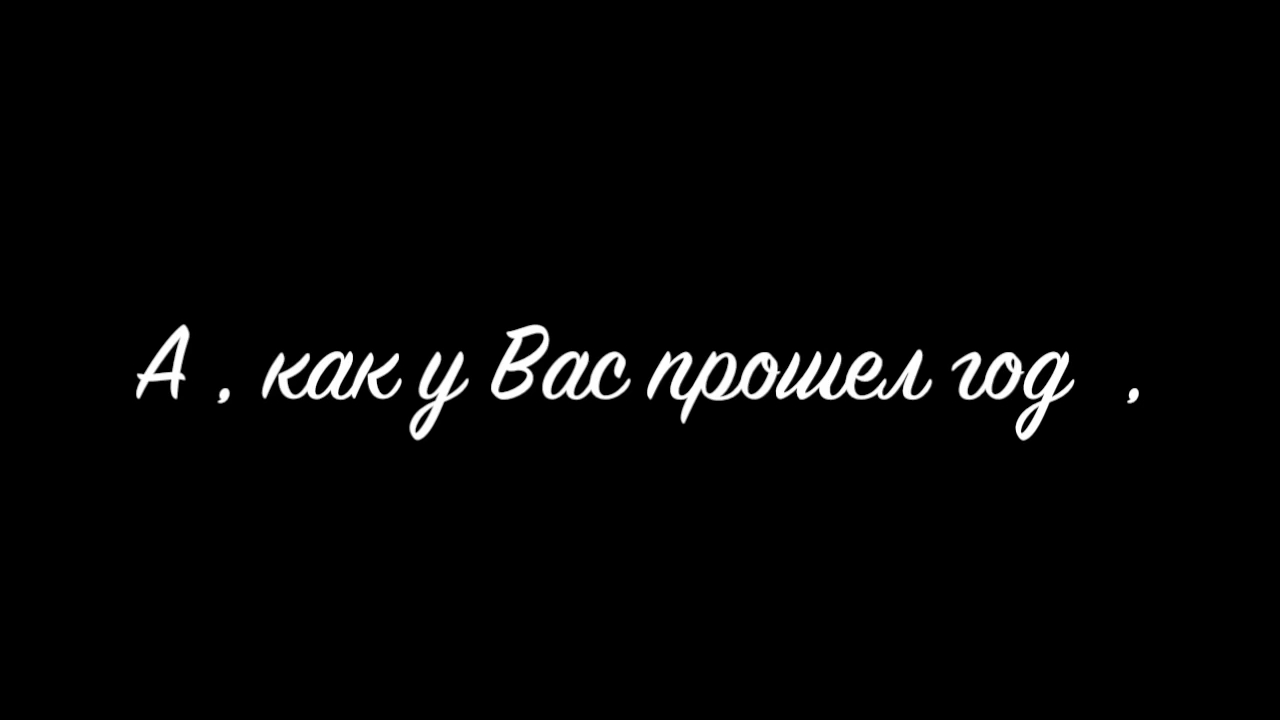 А , как у Вас прошел год ,